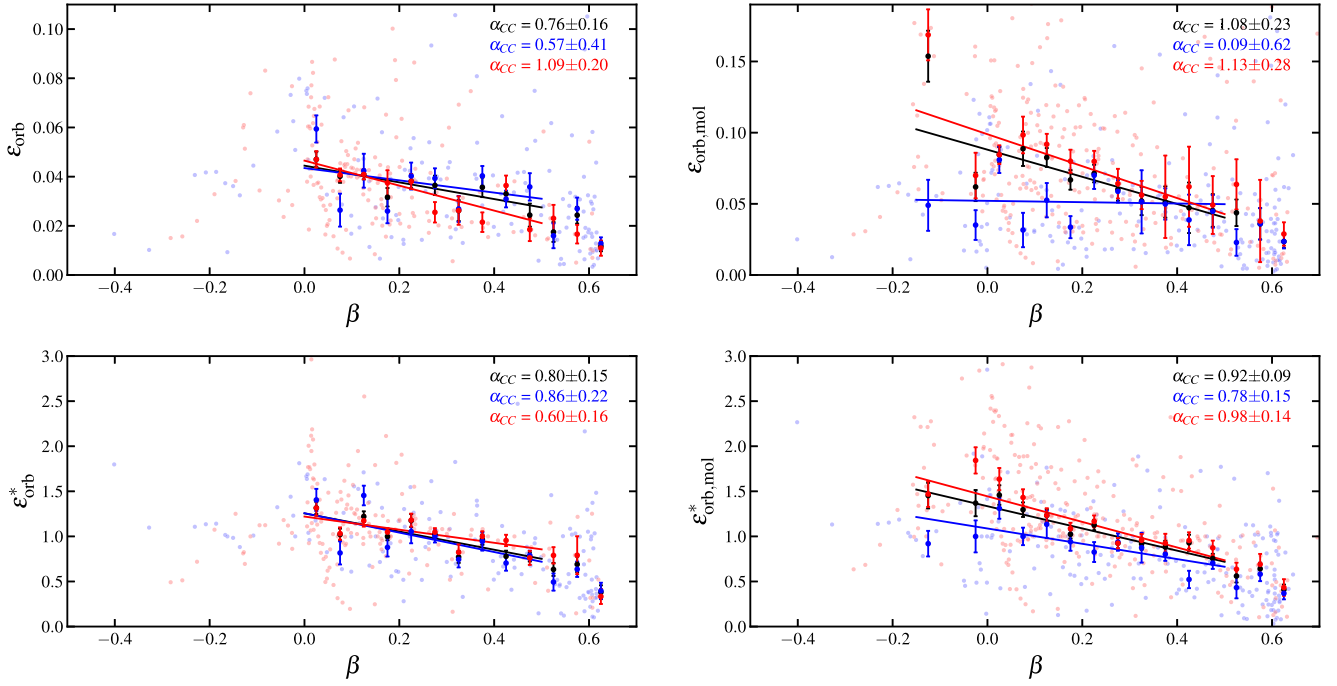 0.10
0.08
0.06
0.04
0.02
0.00
ε_orb
α_CC = 0.76±0.16
α_CC = 0.57±0.41
α_CC = 1.09±0.20
−0.4 −0.2 0.0 0.2 0.4 0.6
β
0.15
0.10
0.05
0.00
ε_orb,mol
α_CC = 1.08±0.23
α_CC = 0.09±0.62
α_CC = 1.13±0.28
−0.4 −0.2 0.0 0.2 0.4 0.6
β
3.0
2.5
2.0
1.5
1.0
0.5
0.0
ε*_orb
α_CC = 0.80±0.15
α_CC = 0.86±0.22
α_CC = 0.60±0.16
−0.4 −0.2 0.0 0.2 0.4 0.6
β
3.0
2.5
2.0
1.5
1.0
0.5
0.0
ε*_orb,mol
α_CC = 0.92±0.09
α_CC = 0.78±0.15
α_CC = 0.98±0.14
−0.4 −0.2 0.0 0.2 0.4 0.6
β